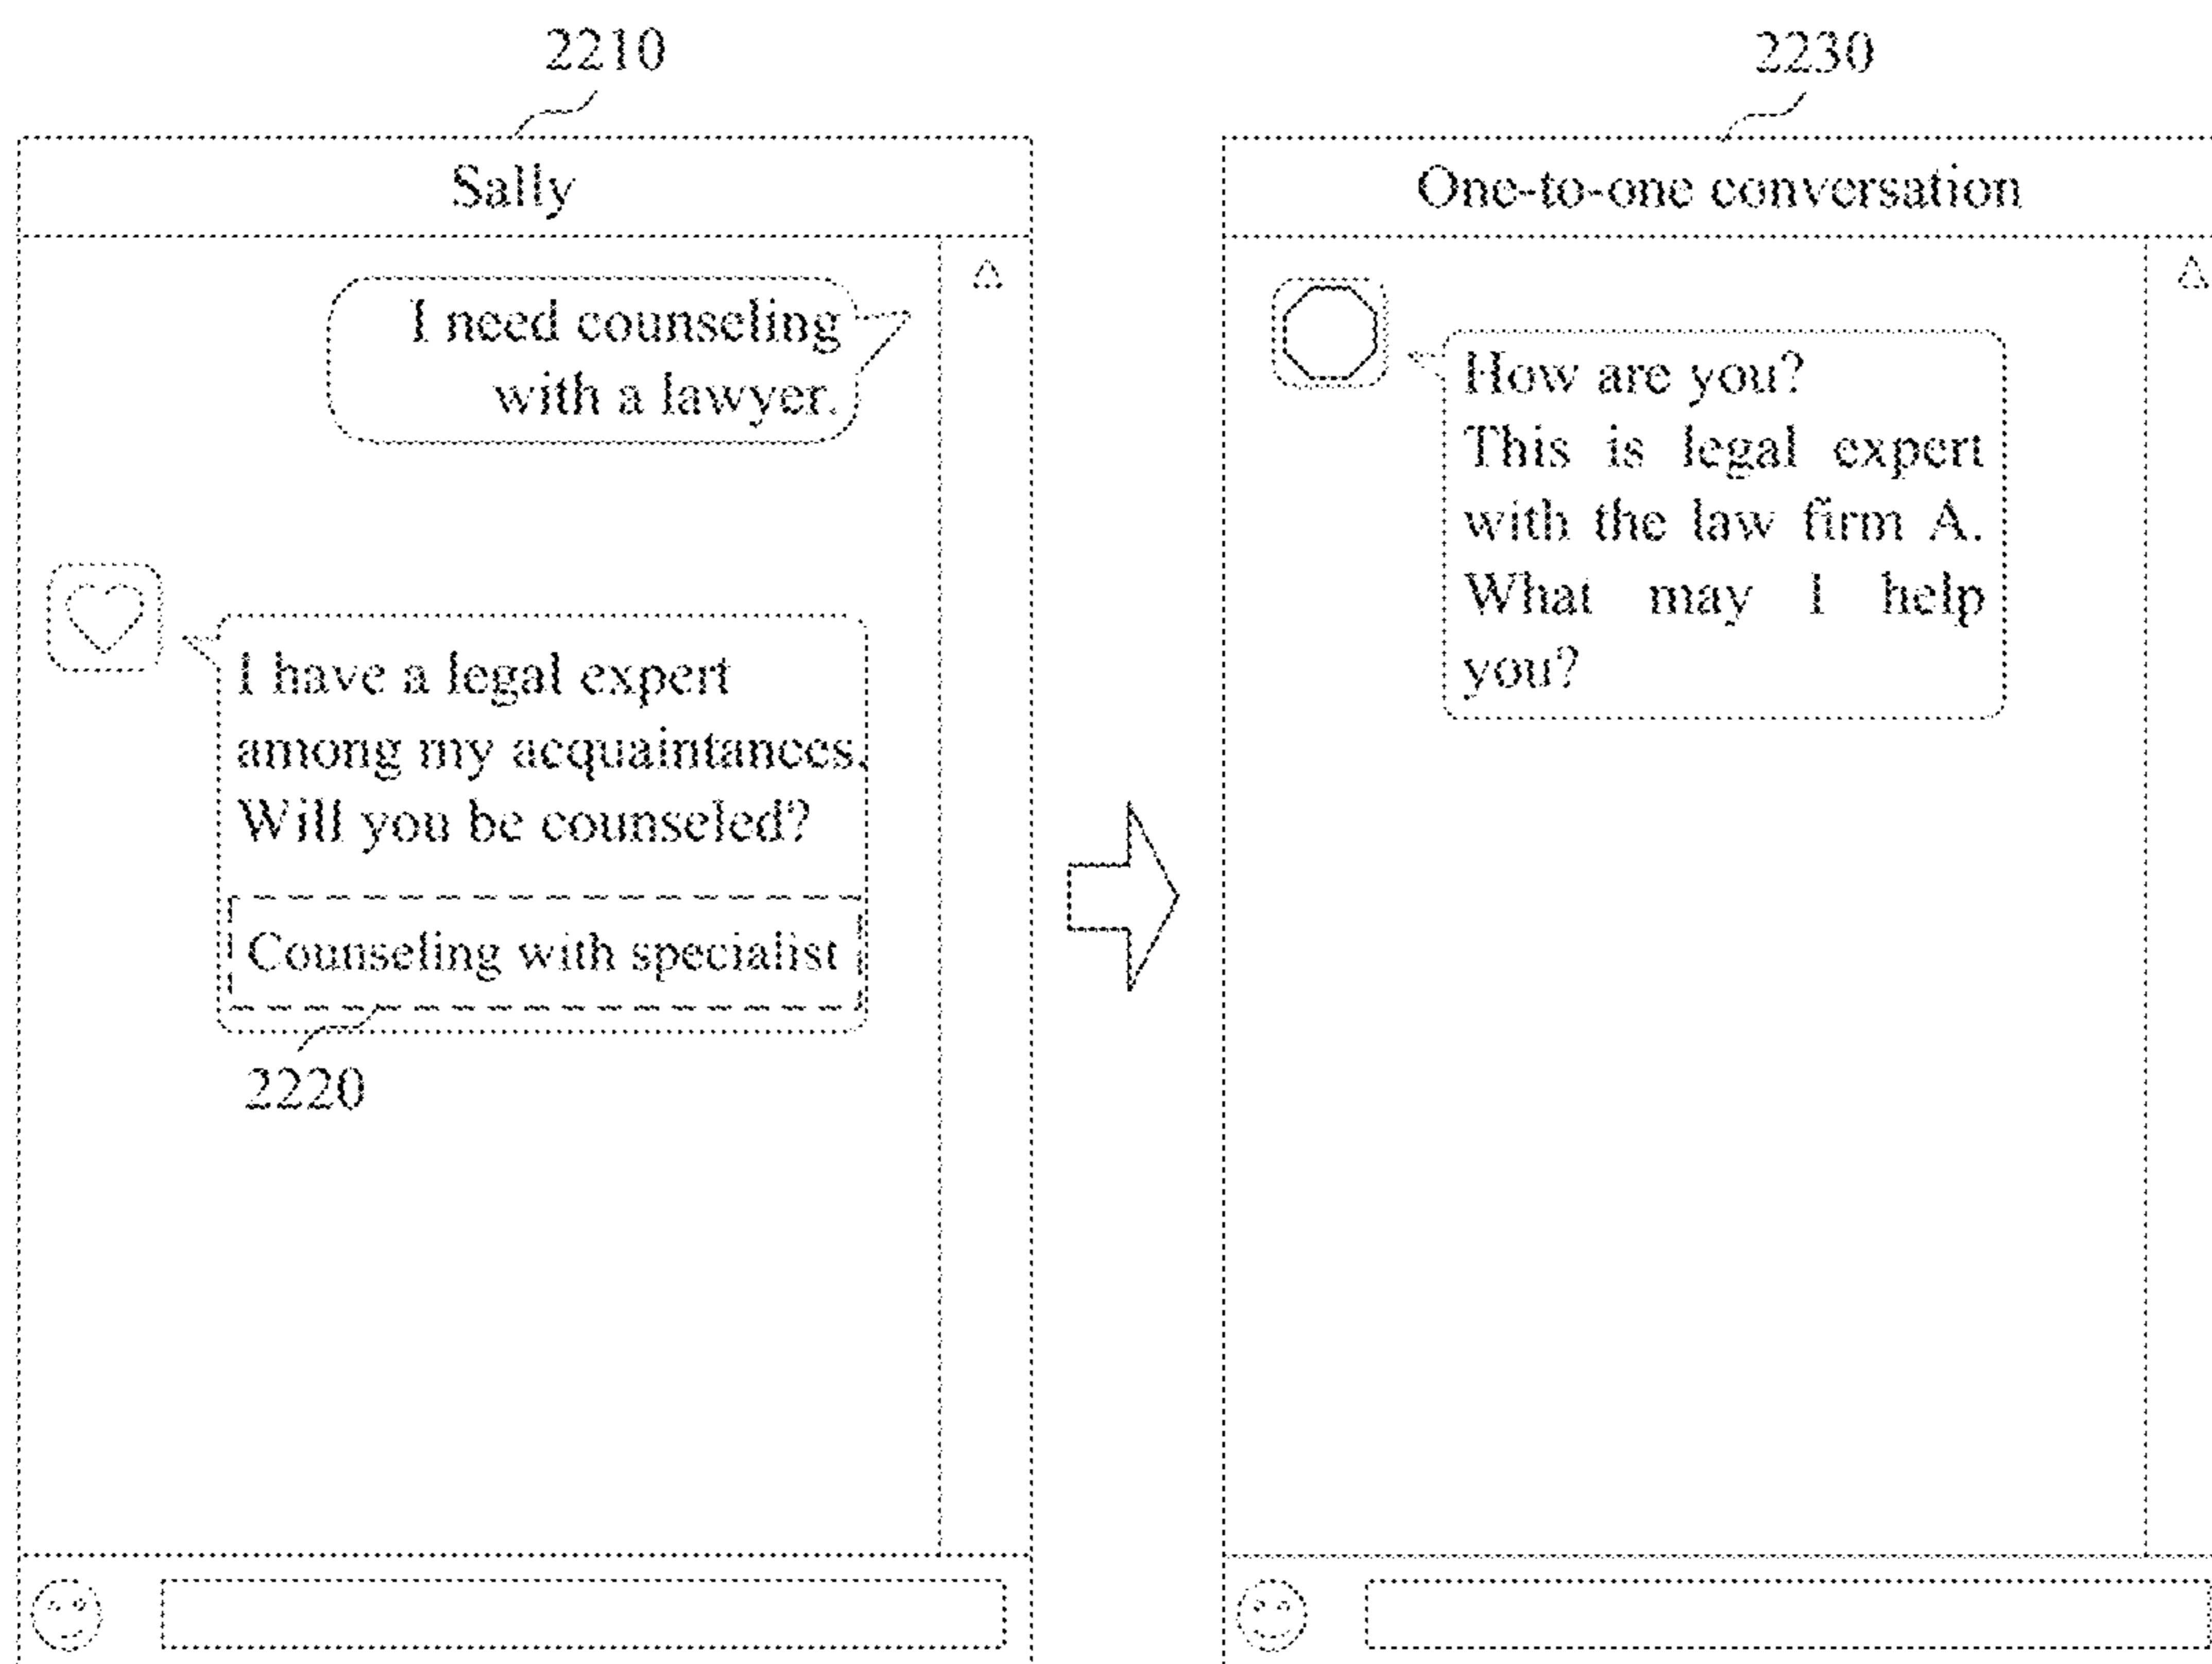 2210
Sally
I need counseling
with a lawyer.
I have a legal expert
among my acquaintances.
Will you be counseled?
Counseling with specialist
2220
2230
One-to-one conversation
How are you?
This is legal expert
with the law firm A.
What may I help
you?